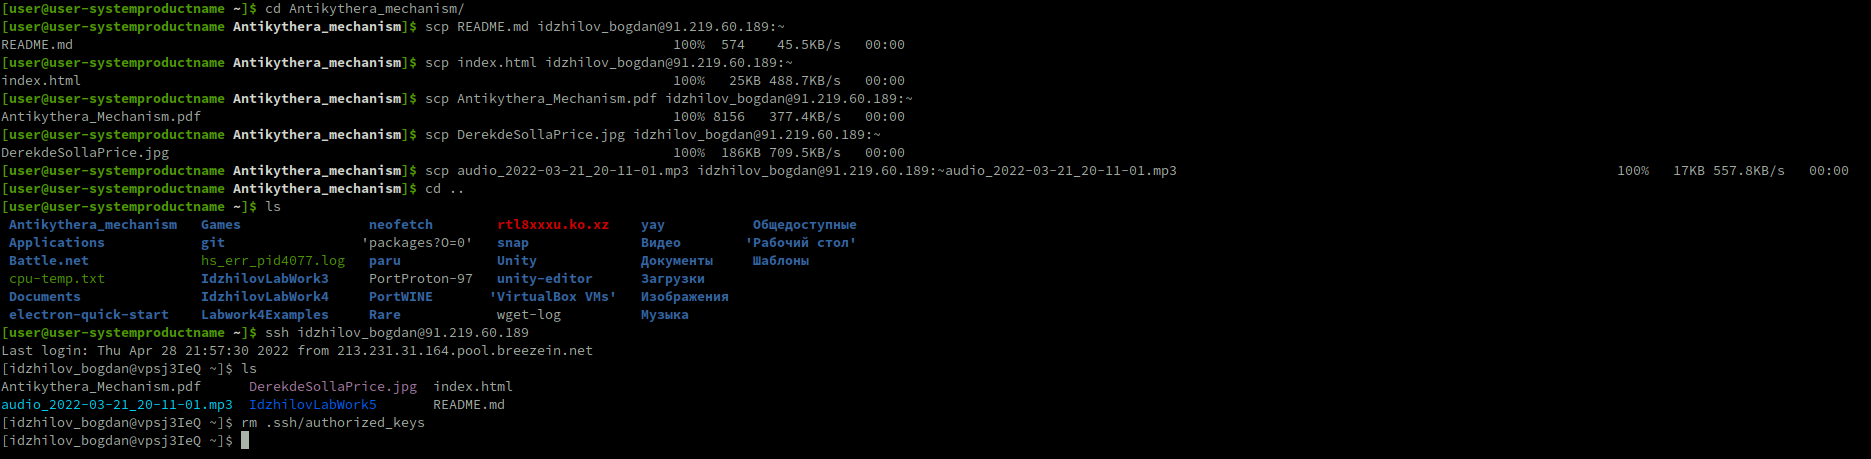 [user@user-systemproductname ~]$ cd Antikythera_mechanism/
[user@user-systemproductname Antikythera_mechanism]$ scp README.md idzhilov_bogdan@91.219.60.189:~
README.md 100% 574 45.5KB/s 00:00
[user@user-systemproductname Antikythera_mechanism]$ scp index.html idzhilov_bogdan@91.219.60.189:~
index.html 100% 25KB 488.7KB/s 00:00
[user@user-systemproductname Antikythera_mechanism]$ scp Antikythera_Mechanism.pdf idzhilov_bogdan@91.219.60.189:~
Antikythera_Mechanism.pdf 100% 8156 377.4KB/s 00:00
[user@user-systemproductname Antikythera_mechanism]$ scp DerekdeSollaPrice.jpg idzhilov_bogdan@91.219.60.189:~
DerekdeSollaPrice.jpg 100% 186KB 709.5KB/s 00:00
[user@user-systemproductname Antikythera_mechanism]$ scp audio_2022-03-21_20-11-01.mp3 idzhilov_bogdan@91.219.60.189:~audio_2022-03-21_20-11-01.mp3 100% 17KB 557.8KB/s 00:00
[user@user-systemproductname Antikythera_mechanism]$ cd ..
[user@user-systemproductname ~]$ ls
Antikythera_mechanism Games neofetch rtl8xxxu.ko.xz yay Общедоступные
Applications git 'packages?O=0' snap Видео 'Рабочий стол'
Battle.net hs_err_pid4077.log paru Unity Документы Шаблоны
cpu-temp.txt IdzhilovLabWork3 PortProton-97 unity-editor Загрузки
Documents IdzhilovLabWork4 PortWINE 'VirtualBox VMs' Изображения
electron-quick-start Labwork4Examples Rare wget-log Музыка
[user@user-systemproductname ~]$ ssh idzhilov_bogdan@91.219.60.189
Last login: Thu Apr 28 21:57:30 2022 from 213.231.31.164.pool.breezein.net
[idzhilov_bogdan@vpsj3IeQ ~]$ ls
Antikythera_Mechanism.pdf DerekdeSollaPrice.jpg index.html
audio_2022-03-21_20-11-01.mp3 IdzhilovLabWork5 README.md
[idzhilov_bogdan@vpsj3IeQ ~]$ rm .ssh/authorized_keys
[idzhilov_bogdan@vpsj3IeQ ~]$